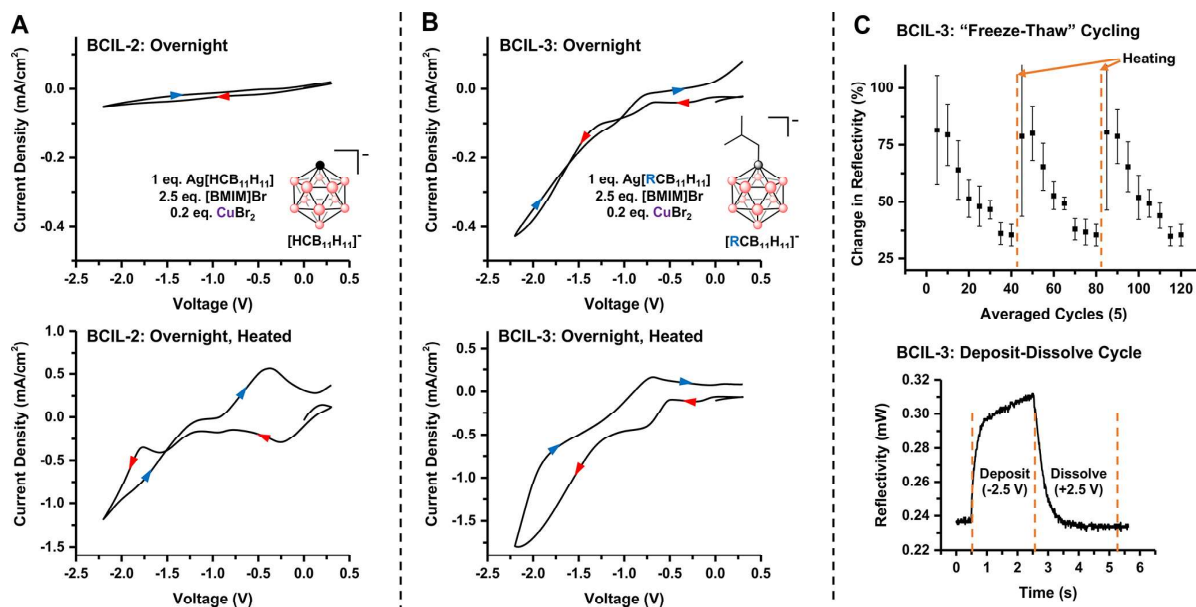 A
BCIL-2: Overnight
0.0
-0.2
-0.4
Current Density (mA/cm²)
1 eq. Ag[HCB₁₁H₁₁]
2.5 eq. [BMIM]Br
0.2 eq. CuBr₂
[HCB₁₁H₁₁]⁻
-2.5 -2.0 -1.5 -1.0 -0.5 0.0 0.5
Voltage (V)
BCIL-2: Overnight, Heated
1.0
0.5
0.0
-0.5
-1.0
-1.5
Current Density (mA/cm²)
-2.5 -2.0 -1.5 -1.0 -0.5 0.0 0.5
Voltage (V)
B
BCIL-3: Overnight
0.0
-0.2
-0.4
Current Density (mA/cm²)
1 eq. Ag[RCB₁₁H₁₁]
2.5 eq. [BMIM]Br
0.2 eq. CuBr₂
[RCB₁₁H₁₁]⁻
-2.5 -2.0 -1.5 -1.0 -0.5 0.0 0.5
Voltage (V)
BCIL-3: Overnight, Heated
0.5
0.0
-0.5
-1.0
-1.5
Current Density (mA/cm²)
-2.5 -2.0 -1.5 -1.0 -0.5 0.0 0.5
Voltage (V)
C
BCIL-3: “Freeze-Thaw” Cycling
Heating
100
75
50
25
Change in Reflectivity (%)
0 20 40 60 80 100 120
Averaged Cycles (5)
BCIL-3: Deposit-Dissolve Cycle
0.32
0.30
0.28
0.26
0.24
0.22
Reflectivity (mW)
Deposit
(-2.5 V)
Dissolve
(+2.5 V)
0 1 2 3 4 5 6
Time (s)